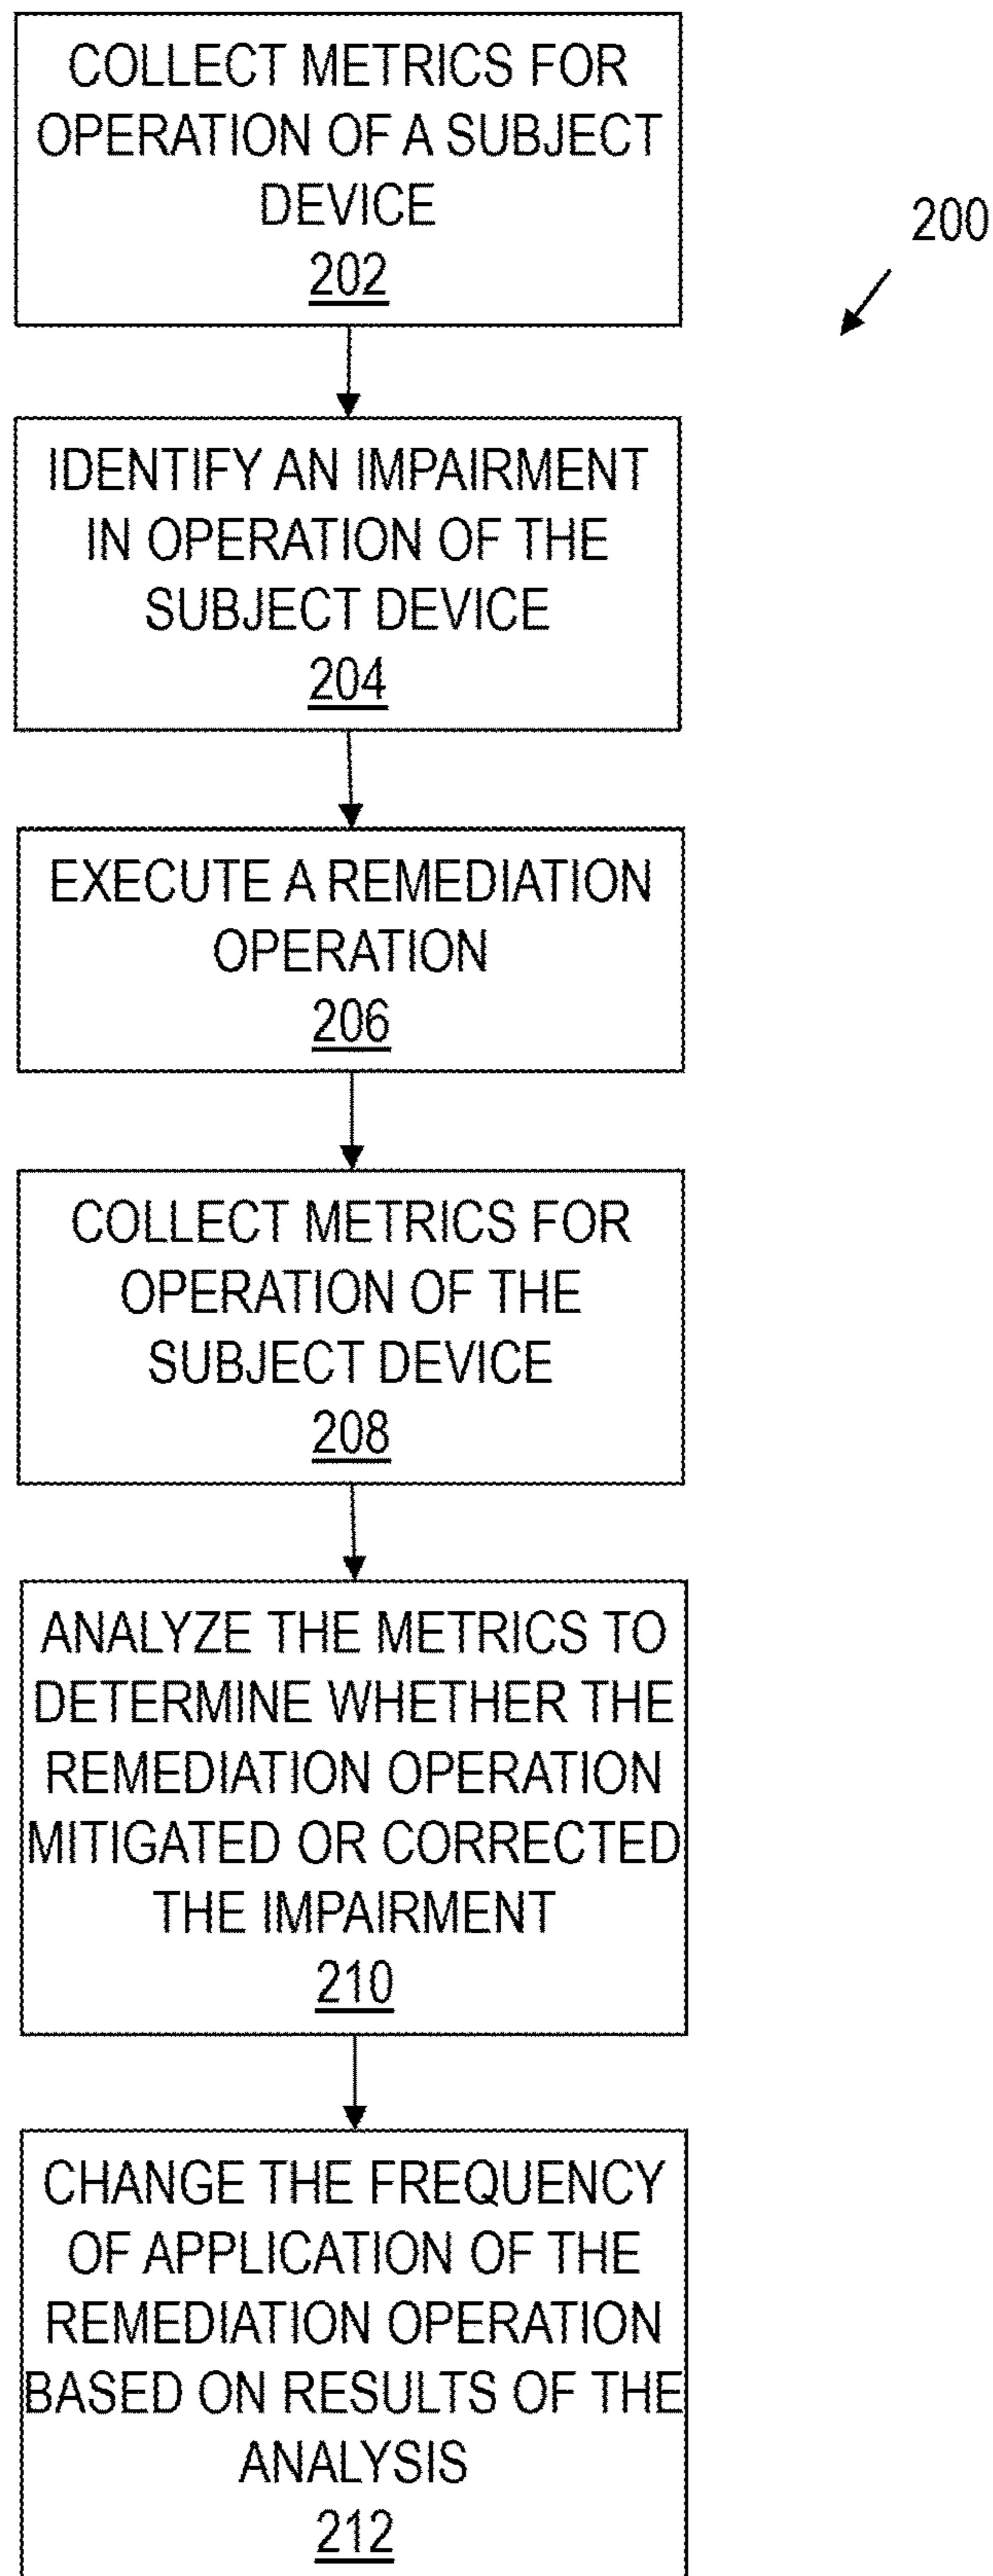 COLLECT METRICS FOR
OPERATION OF A SUBJECT
DEVICE
202
200
IDENTIFY AN IMPAIRMENT
IN OPERATION OF THE
SUBJECT DEVICE
204
EXECUTE A REMEDIATION
OPERATION
206
COLLECT METRICS FOR
OPERATION OF THE
SUBJECT DEVICE
208
ANALYZE THE METRICS TO
DETERMINE WHETHER THE
REMEDIATION OPERATION
MITIGATED OR CORRECTED
THE IMPAIRMENT
210
CHANGE THE FREQUENCY
OF APPLICATION OF THE
REMEDIATION OPERATION
BASED ON RESULTS OF THE
ANALYSIS
212